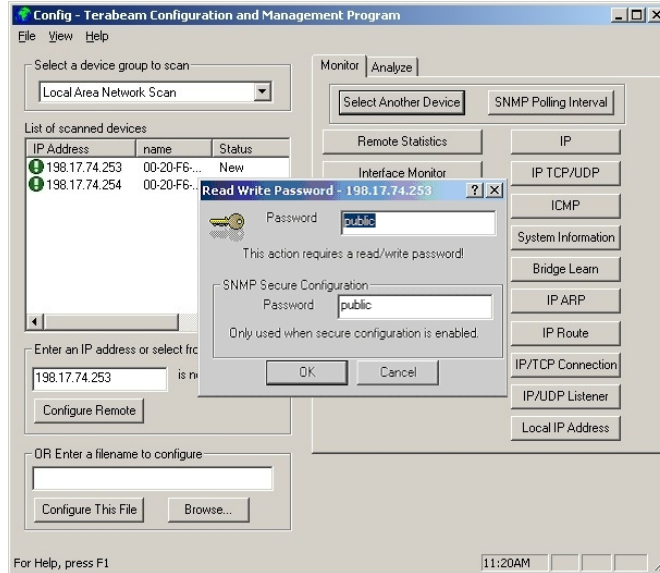 Config - Terabeam Configuration and Management Program
File View Help
Select a device group to scan
Local Area Network Scan
List of scanned devices
IP Address name Status
198.17.74.253 00-20-F6-... New
198.17.74.254 00-20-F6-...
Enter an IP address or select
198.17.74.253 is
Configure Remote
OR Enter a filename to configure
Configure This File Browse...
Monitor Analyze
Select Another Device SNMP Polling Interval
Remote Statistics IP
Interface Monitor IP TCP/UDP
ICMP
System Information
Bridge Learn
IP ARP
IP Route
IP/TCP Connection
IP/UDP Listener
Local IP Address
Read Write Password - 198.17.74.253
Password public
This action requires a read/write password!
SNMP Secure Configuration
Password public
Only used when secure configuration is enabled.
OK Cancel
For Help, press F1 11:20AM